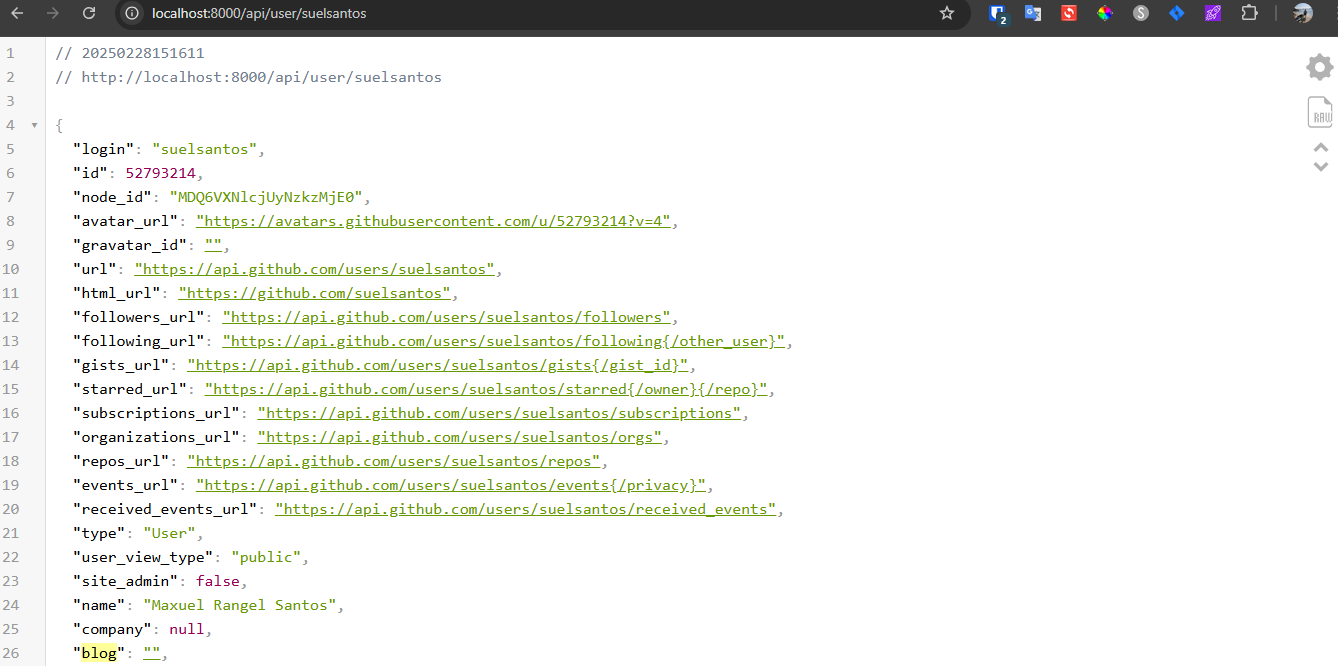 localhost:8000/api/user/suelsantos
2
S
1 // 20250228151611
2 // http://localhost:8000/api/user/suelsantos
3
4 {
5 "login": "suelsantos",
6 "id": 52793214,
7 "node_id": "MDQ6VXNlcjUyNzkzMjE0",
8 "avatar_url": "https://avatars.githubusercontent.com/u/52793214?v=4",
9 "gravatar_id": "",
10 "url": "https://api.github.com/users/suelsantos",
11 "html_url": "https://github.com/suelsantos",
12 "followers_url": "https://api.github.com/users/suelsantos/followers",
13 "following_url": "https://api.github.com/users/suelsantos/following{/other_user}",
14 "gists_url": "https://api.github.com/users/suelsantos/gists{/gist_id}",
15 "starred_url": "https://api.github.com/users/suelsantos/starred{/owner}{/repo}",
16 "subscriptions_url": "https://api.github.com/users/suelsantos/subscriptions",
17 "organizations_url": "https://api.github.com/users/suelsantos/orgs",
18 "repos_url": "https://api.github.com/users/suelsantos/repos",
19 "events_url": "https://api.github.com/users/suelsantos/events{/privacy}",
20 "received_events_url": "https://api.github.com/users/suelsantos/received_events",
21 "type": "User",
22 "user_view_type": "public",
23 "site_admin": false,
24 "name": "Maxuel Rangel Santos",
25 "company": null,
26 "blog": "",
RAW